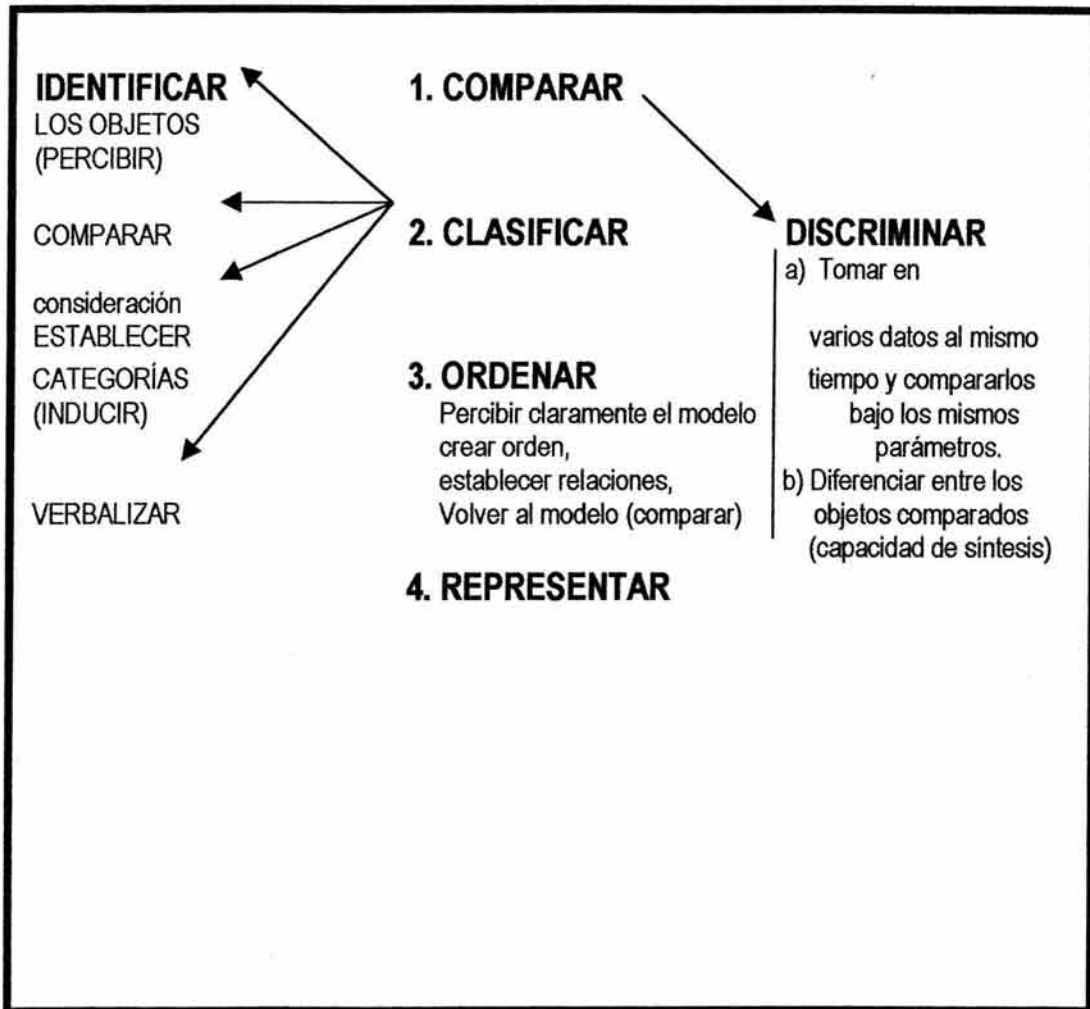 IDENTIFICAR
LOS OBJETOS
(PERCIBIR)
COMPARAR
consideración
ESTABLECER
CATEGORÍAS
(INDUCIR)
VERBALIZAR
1. COMPARAR
2. CLASIFICAR
3. ORDENAR
Percibir claramente el modelo
crear orden,
establecer relaciones,
Volver al modelo (comparar)
4. REPRESENTAR
DISCRIMINAR
a) Tomar en
varios datos al mismo
tiempo y compararlos
bajo los mismos
parámetros.
b) Diferenciar entre los
objetos comparados
(capacidad de síntesis)